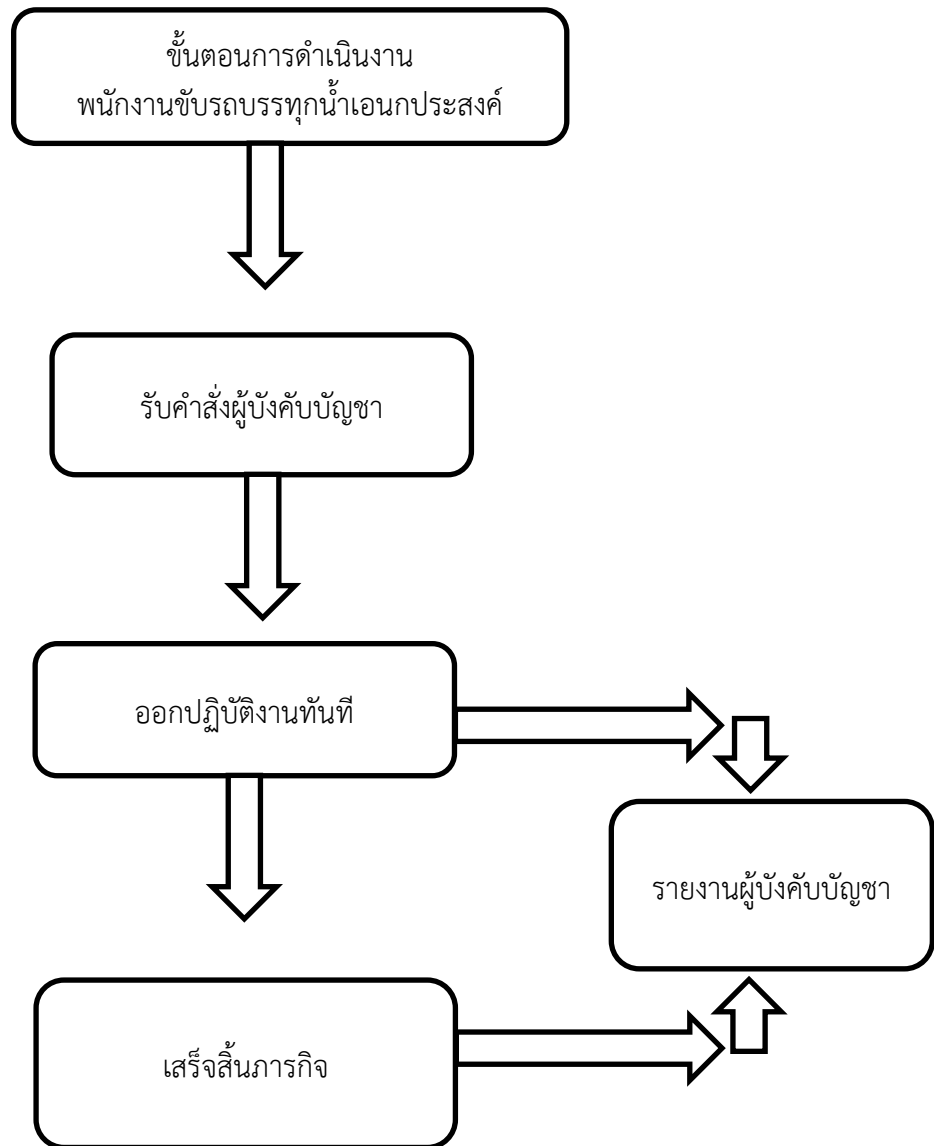 ขั้นตอนการดำเนินงาน
พนักงานขับรถบรรทุกน้ำเอนกประสงค์
รับคำสั่งผู้บังคับบัญชา
ออกปฏิบัติงานทันที
รายงานผู้บังคับบัญชา
เสร็จสิ้นภารกิจ